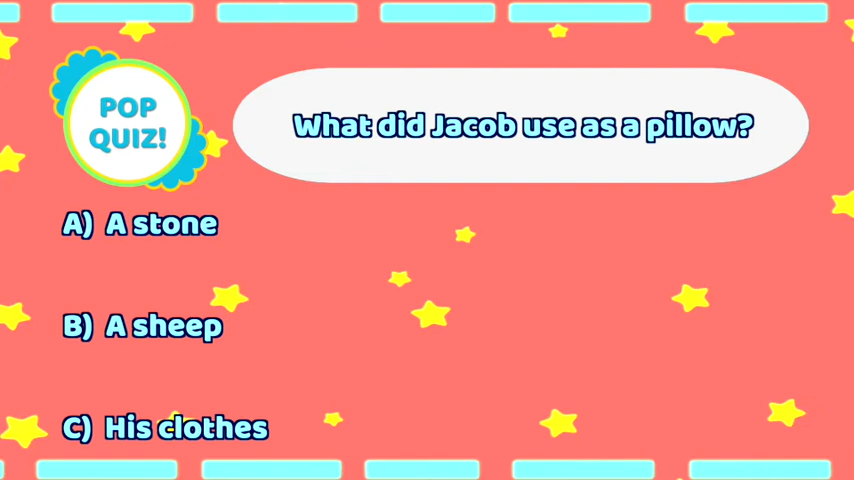 POP
QUIZ!
What did Jacob use as a pillow?
A) A stone
B) A sheep
C) His clothes